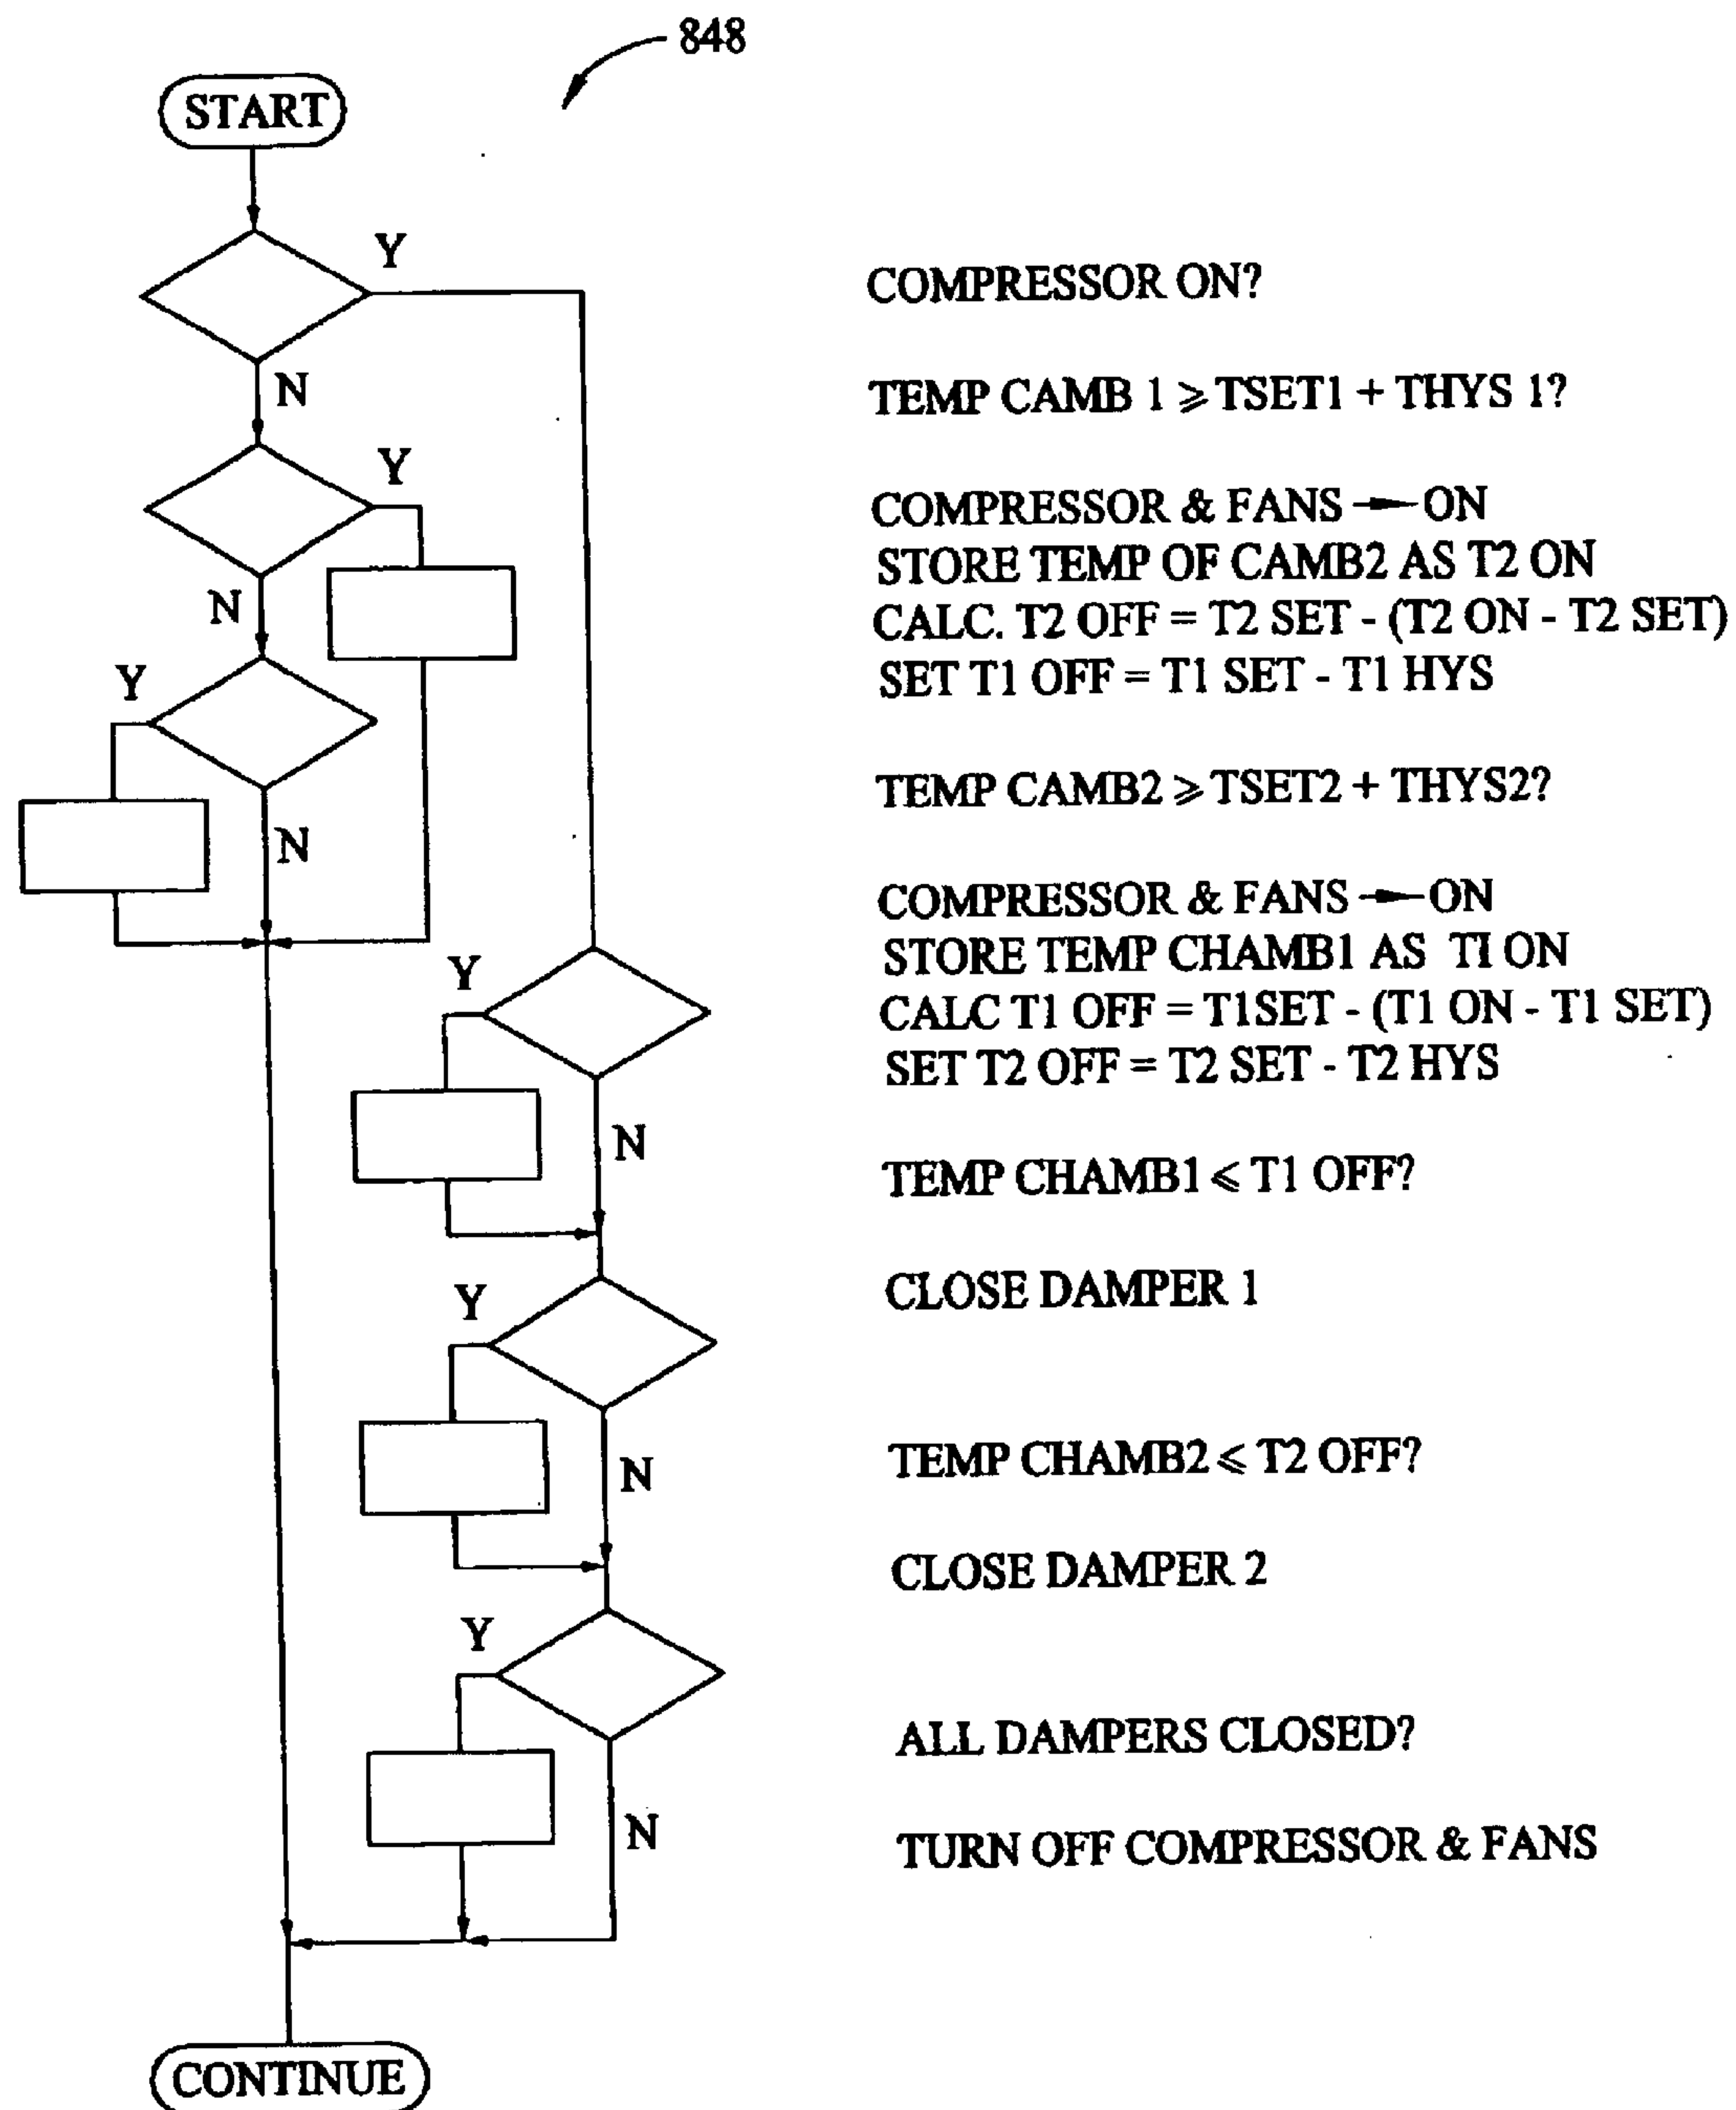 848
START
Y
COMPRESSOR ON?
N
TEMP CAMB 1 ⩾ TSET1 + THYS 1?
Y
COMPRESSOR & FANS → ON
STORE TEMP OF CAMB2 AS T2 ON
N
CALC. T2 OFF = T2 SET - (T2 ON - T2 SET)
SET T1 OFF = T1 SET - T1 HYS
Y
TEMP CAMB2 ⩾ TSET2 + THYS2?
N
COMPRESSOR & FANS → ON
STORE TEMP CHAMB1 AS TI ON
Y
CALC T1 OFF = T1SET - (T1 ON - T1 SET)
SET T2 OFF = T2 SET - T2 HYS
N
TEMP CHAMB1 ⩽ T1 OFF?
CLOSE DAMPER 1
Y
TEMP CHAMB2 ⩽ T2 OFF?
N
CLOSE DAMPER 2
Y
ALL DAMPERS CLOSED?
N
TURN OFF COMPRESSOR & FANS
CONTINUE